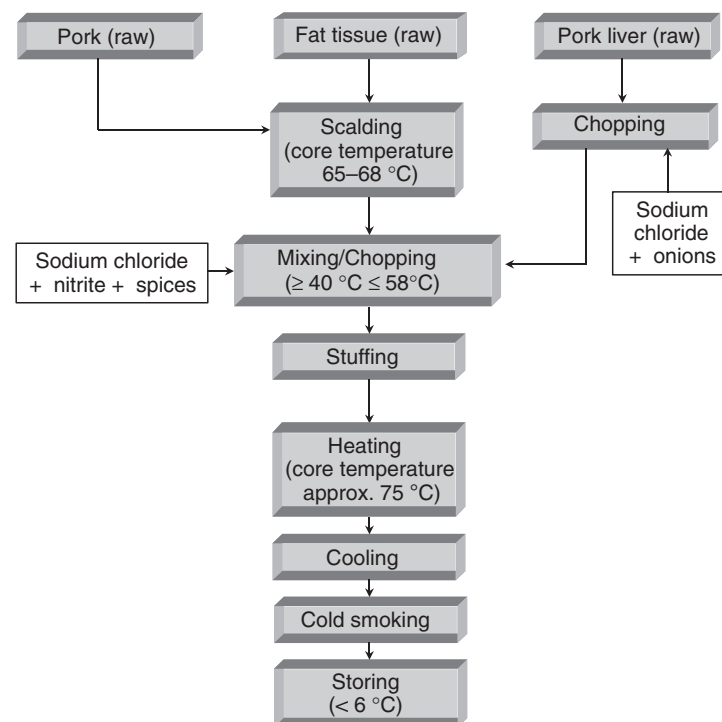 Pork (raw)
Fat tissue (raw)
Pork liver (raw)
Scalding
(core temperature
65–68 °C)
Chopping
Sodium
chloride
+ onions
Sodium chloride
+ nitrite + spices
Mixing/Chopping
(≥ 40 °C ≤ 58°C)
Stuffing
Heating
(core temperature
approx. 75 °C)
Cooling
Cold smoking
Storing
(< 6 °C)